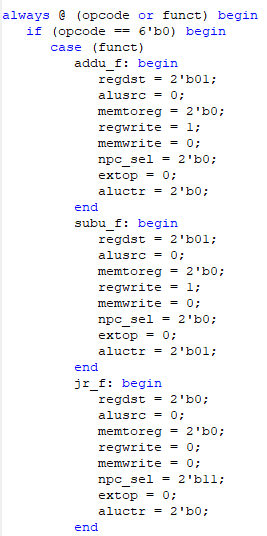 always @ (opcode or funct) begin
if (opcode == 6'b0) begin
case (funct)
addu_f: begin
regdst = 2'b01;
alusrc = 0;
memtoreg = 2'b0;
regwrite = 1;
memwrite = 0;
npc_sel = 2'b0;
extop = 0;
aluctr = 2'b0;
end
subu_f: begin
regdst = 2'b01;
alusrc = 0;
memtoreg = 2'b0;
regwrite = 1;
memwrite = 0;
npc_sel = 2'b0;
extop = 0;
aluctr = 2'b01;
end
jr_f: begin
regdst = 2'b0;
alusrc = 0;
memtoreg = 2'b0;
regwrite = 0;
memwrite = 0;
npc_sel = 2'b11;
extop = 0;
aluctr = 2'b0;
end